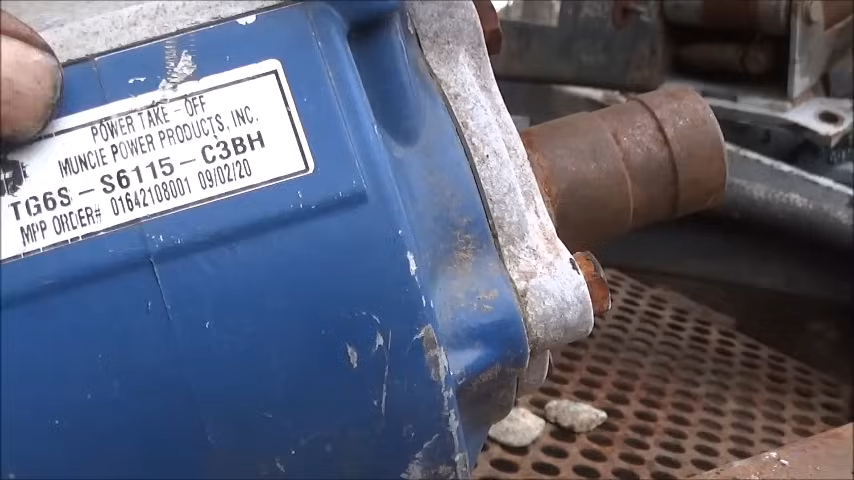 POWER TAKE-OFF
MUNCIE POWER PRODUCTS, INC.
TG6S-S6115-C3BH
MPP ORDER# 01642108001 09/02/20